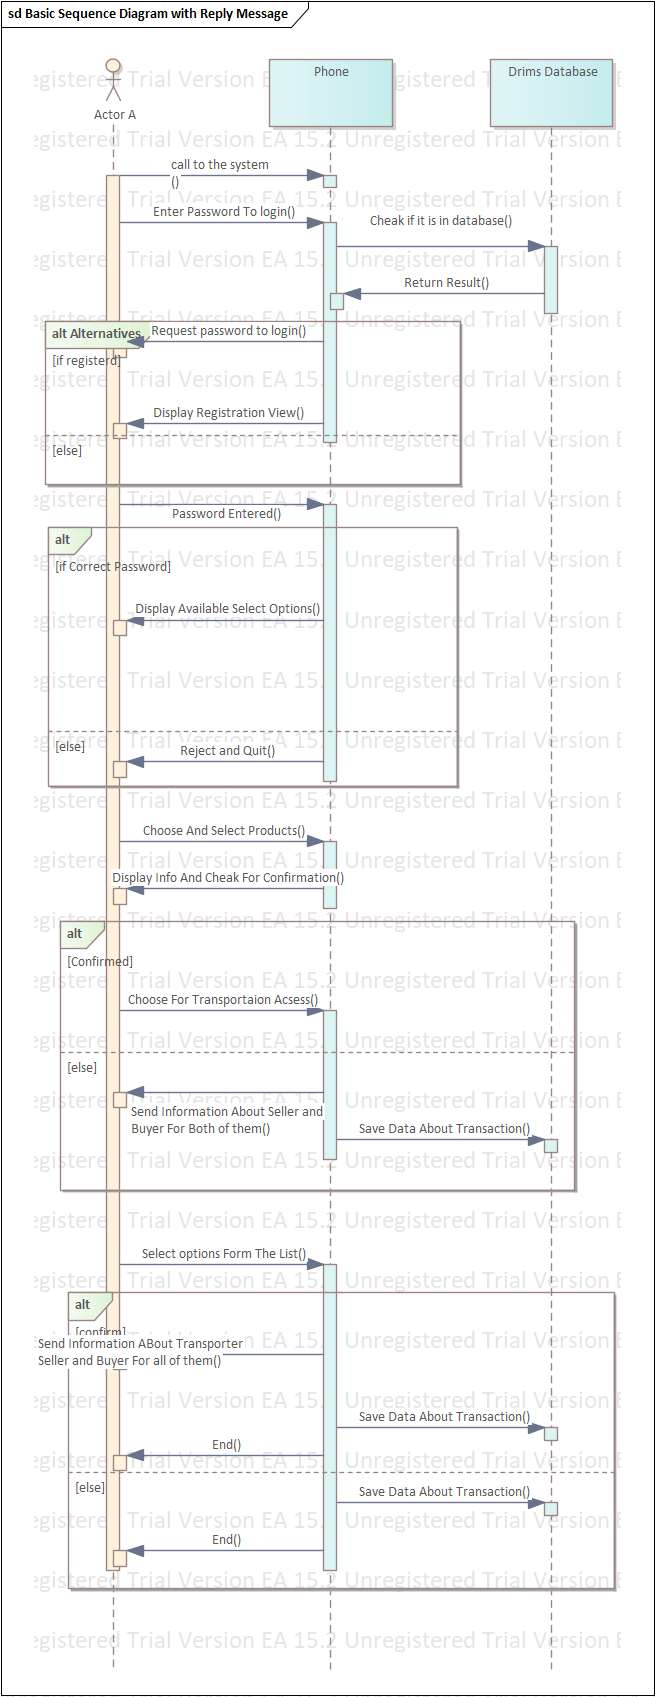 sd Basic Sequence Diagram with Reply Message
Actor A
Phone
Drims Database
call to the system
()
Enter Password To login()
Cheak if it is in database()
Return Result()
alt Alternatives
Request password to login()
[if registerd]
Display Registration View()
[else]
Password Entered()
alt
[if Correct Password]
Display Available Select Options()
[else]
Reject and Quit()
Choose And Select Products()
Display Info And Cheak For Confirmation()
alt
[Confirmed]
Choose For Transportaion Acsess()
[else]
Send Information About Seller and
Buyer For Both of them()
Save Data About Transaction()
Select options Form The List()
alt
[confirm]
Send Information ABout Transporter
Seller and Buyer For all of them()
Save Data About Transaction()
End()
[else]
Save Data About Transaction()
End()